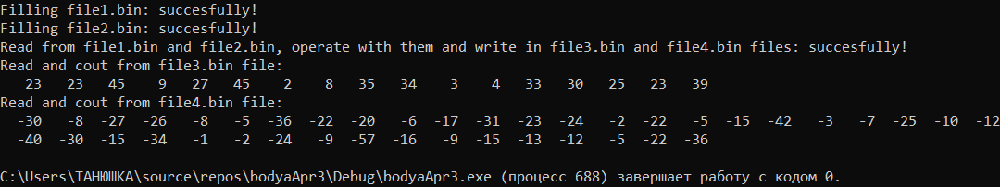 Filling file1.bin: succesfully!
Filling file2.bin: succesfully!
Read from file1.bin and file2.bin, operate with them and write in file3.bin and file4.bin files: succesfully!
Read and cout from file3.bin file:
23 23 45 9 27 45 2 8 35 34 3 4 33 30 25 23 39
Read and cout from file4.bin file:
-30 -8 -27 -26 -8 -5 -36 -22 -20 -6 -17 -31 -23 -24 -2 -22 -5 -15 -42 -3 -7 -25 -10 -12
-40 -30 -15 -34 -1 -2 -24 -9 -57 -16 -9 -15 -13 -12 -5 -22 -36
C:\Users\ТАНЮШКА\source\repos\bodyaApr3\Debug\bodyaApr3.exe (процесс 688) завершает работу с кодом 0.